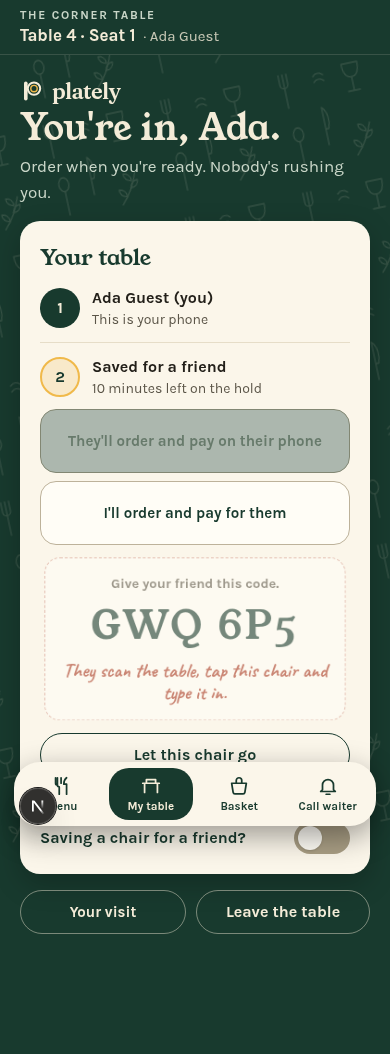 THE CORNER TABLE
Table 4 · Seat 1 · Ada Guest
plately
You're in, Ada.
Order when you're ready. Nobody's rushing
you.
Your table
1
Ada Guest (you)
This is your phone
2
Saved for a friend
10 minutes left on the hold
They'll order and pay on their phone
I'll order and pay for them
Give your friend this code.
GWQ 6P5
They scan the table, tap this chair and
type it in.
Let this chair go
N
enu
My table
Basket
Call waiter
Saving a chair for a friend?
Your visit
Leave the table